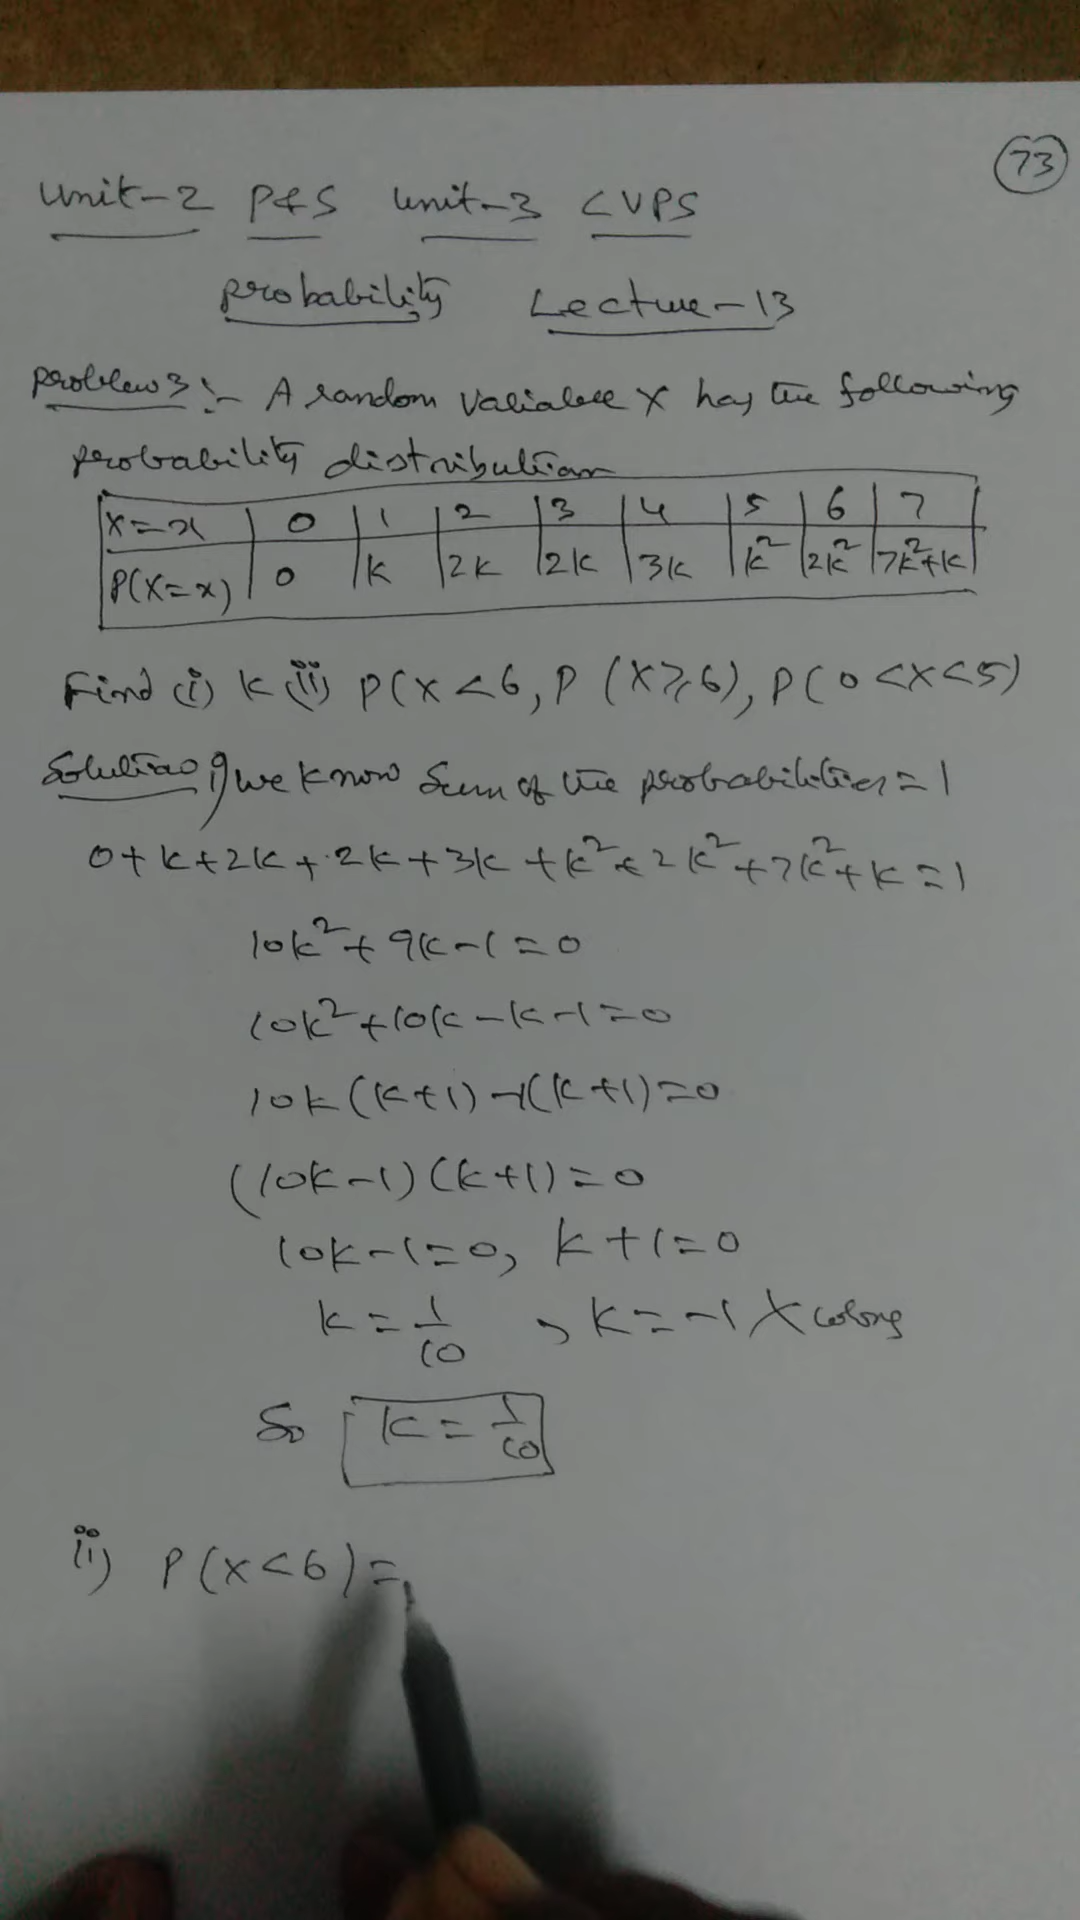 73
Unit-2 P&S Unit-3 CVPS
Probability Lecture-13
Problem 3:- A random variable X has the following
probability distribution
X=x 0 1 2 3 4 5 6 7
P(X=x) 0 k 2k 2k 3k k² 2k² 7k²+k
Find (i) k (ii) P(X<6, P(X≥6), P(0<X<5)
Solution i) we know sum of the probabilities = 1
0+k+2k+2k+3k+k²+2k²+7k²+k=1
10k²+9k-1=0
10k²+10k-k-1=0
10k(k+1)-1(k+1)=0
(10k-1)(k+1)=0
10k-1=0, k+1=0
k=1/10, k=-1 X
So k=1/10
ii) P(X<6)=